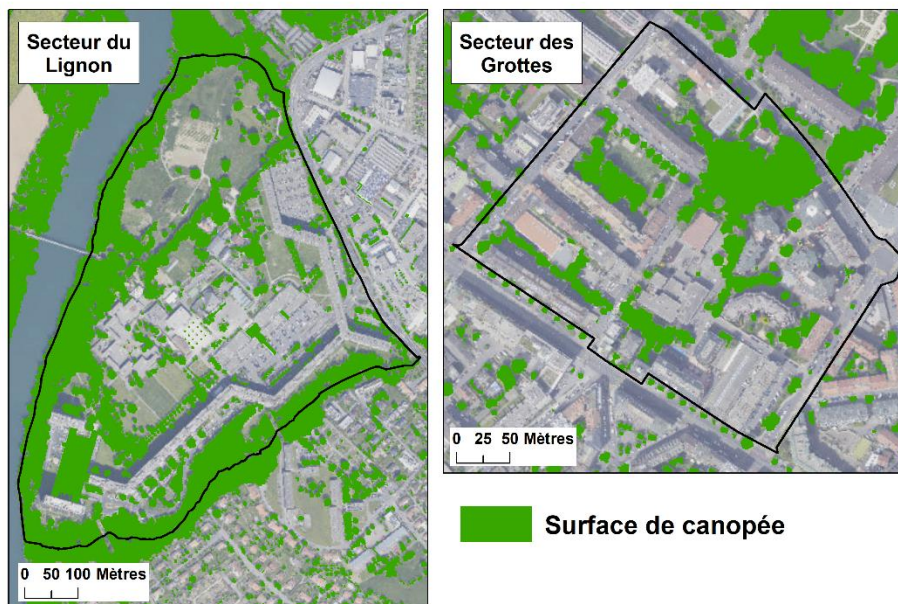 Secteur du
Lignon
0 50 100 Mètres
Secteur des
Grottes
0 25 50 Mètres
Surface de canopée